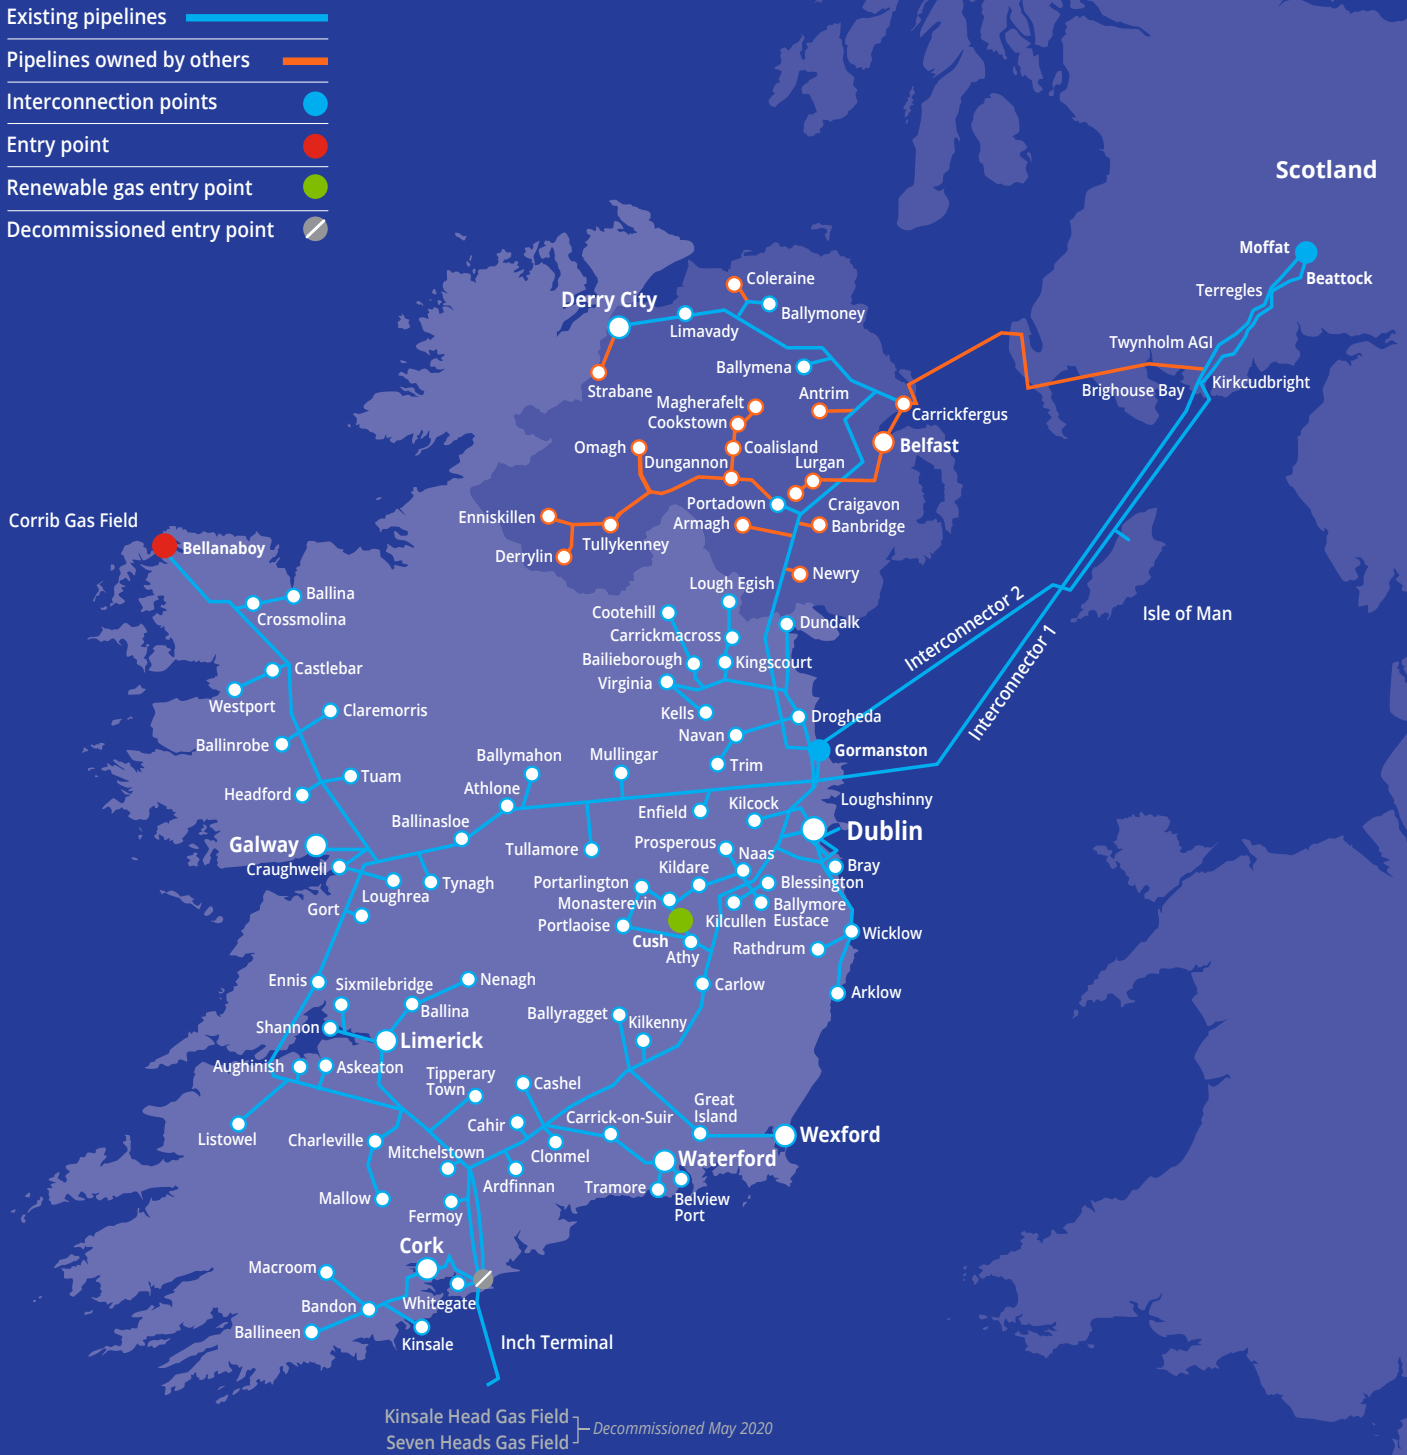 Existing pipelines
Pipelines owned by others
Interconnection points
Entry point
Renewable gas entry point
Decommissioned entry point
Scotland
Moffat
Beattock
Terregles
Twynholm AGI
Brighouse Bay
Kirkcudbright
Coleraine
Derry City
Ballymoney
Limavady
Ballymena
Strabane
Antrim
Magherafelt
Carrickfergus
Cookstown
Omagh
Coalisland
Belfast
Dungannon
Lurgan
Portadown
Craigavon
Enniskillen
Armagh
Banbridge
Tullykenney
Derrylin
Corrib Gas Field
Bellanaboy
Newry
Lough Egish
Ballina
Crossmolina
Cootehill
Dundalk
Carrickmacross
Interconnector 2
Isle of Man
Interconnector 1
Castlebar
Bailieborough
Kingscourt
Virginia
Westport
Claremorris
Kells
Drogheda
Ballinrobe
Navan
Gormanston
Ballymahon
Mullingar
Trim
Tuam
Headford
Athlone
Loughshinny
Kilcock
Enfield
Ballinasloe
Dublin
Galway
Tullamore
Prosperous
Naas
Craughwell
Kildare
Bray
Loughrea
Tynagh
Portarlington
Blessington
Monasterevin
Ballymore
Eustace
Gort
Kilcullen
Portlaoise
Cush
Athy
Wicklow
Rathdrum
Ennis
Sixmilebridge
Nenagh
Carlow
Arklow
Ballina
Ballyragget
Kilkenny
Shannon
Limerick
Aughinish
Askeaton
Tipperary
Town
Cashel
Great
Island
Cahir
Carrick-on-Suir
Listowel
Charleville
Wexford
Mitchelstown
Clonmel
Waterford
Ardfinnan
Tramore
Mallow
Belview
Port
Fermoy
Cork
Macroom
Whitegate
Bandon
Ballineen
Kinsale
Inch Terminal
Kinsale Head Gas Field
Decommissioned May 2020
Seven Heads Gas Field